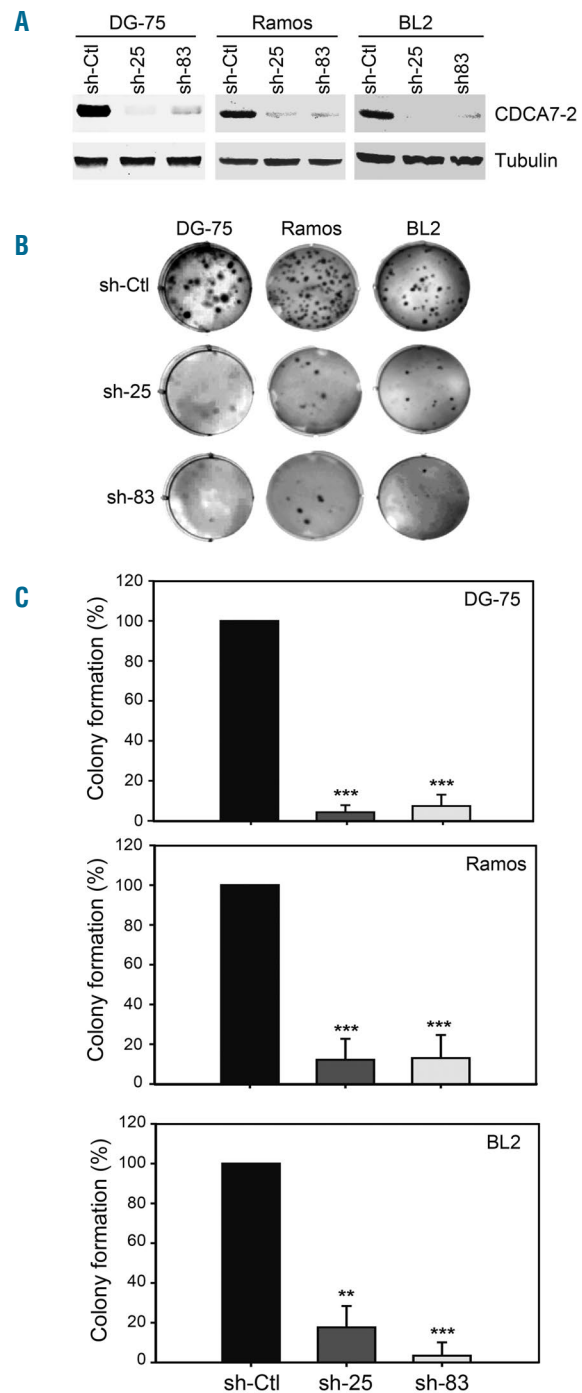 A
DG-75 Ramos BL2
sh-Ctl sh-25 sh-83 sh-Ctl sh-25 sh-83 sh-Ctl sh-25 sh83
CDCA7-2
Tubulin
B
DG-75 Ramos BL2
sh-Ctl
sh-25
sh-83
C
DG-75
Colony formation (%)
120
100
80
60
40
20
0
*** ***
Ramos
Colony formation (%)
120
100
80
60
40
20
0
*** ***
BL2
Colony formation (%)
120
100
80
60
40
20
0
** ***
sh-Ctl sh-25 sh-83